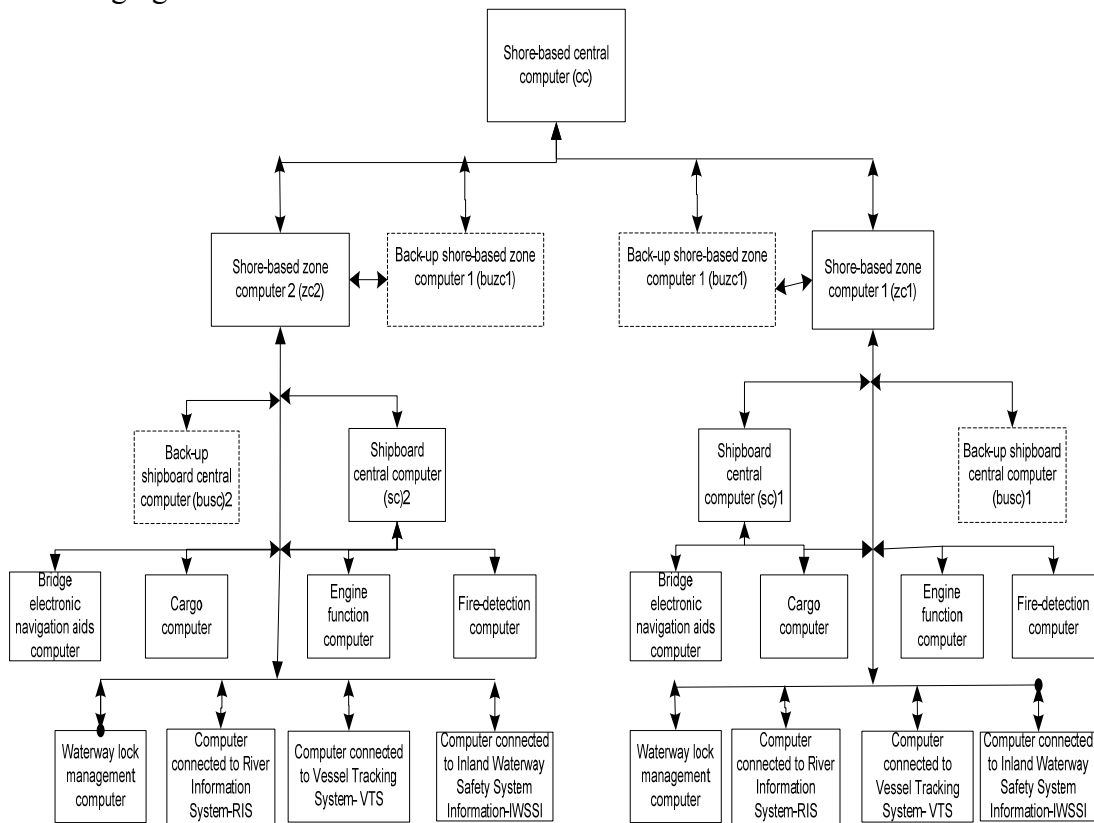 Shore-based central
computer (cc)
Shore-based zone
computer 2 (zc2)
Back-up shore-based zone
computer 1 (buzc1)
Back-up shore-based zone
computer 1 (buzc1)
Shore-based zone
computer 1 (zc1)
Back-up
shipboard central
computer (busc)2
Shipboard
central computer
(sc)2
Shipboard
central
computer (sc)1
Back-up shipboard
central computer
(busc)1
Bridge
electronic
navigation aids
computer
Cargo
computer
Engine
function
computer
Fire-detection
computer
Bridge
electronic
navigation aids
computer
Cargo
computer
Engine
function
computer
Fire-detection
computer
Waterway lock
management
computer
Computer
connected to River
Information
System-RIS
Computer connected
to Vessel Tracking
System- VTS
Computer connected
to Inland Waterway
Safety System
Information-IWSSI
Waterway lock
management
computer
Computer
connected to River
Information
System-RIS
Computer
connected to
Vessel Tracking
System- VTS
Computer connected
to Inland Waterway
Safety System
Information-IWSSI